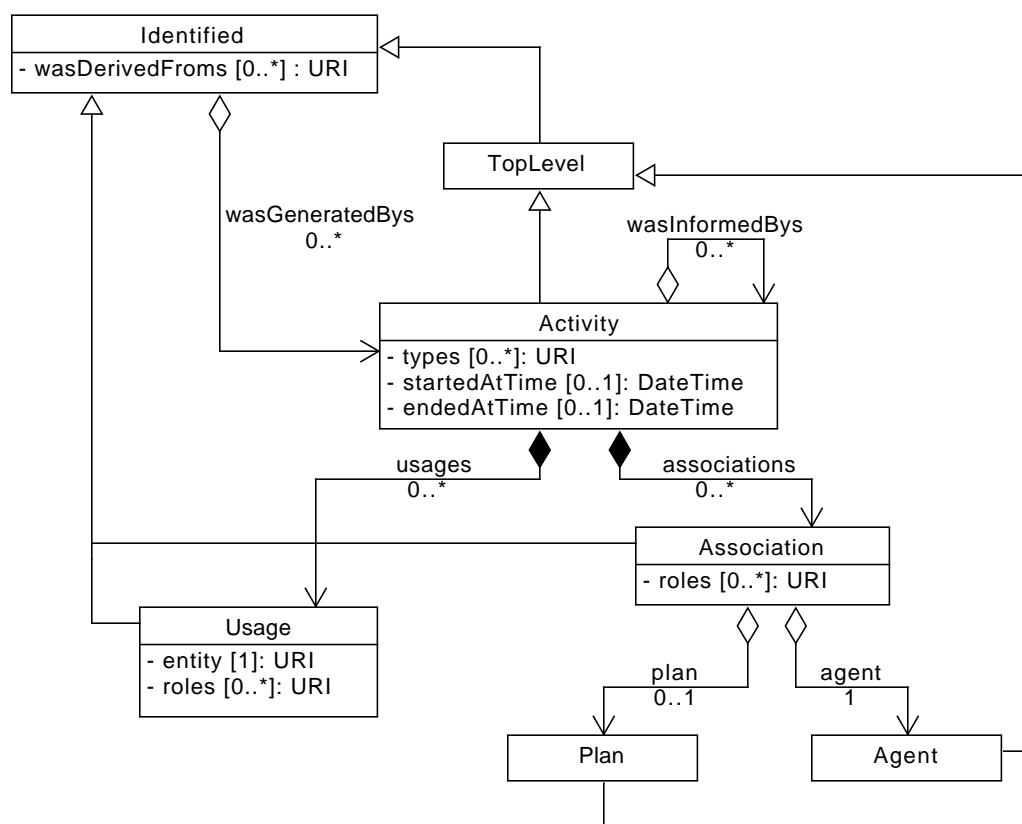 Identified
- wasDerivedFroms [0..*] : URI
TopLevel
wasGeneratedBys
0..*
wasInformedBys
0..*
Activity
- types [0..*]: URI
- startedAtTime [0..1]: DateTime
- endedAtTime [0..1]: DateTime
usages
0..*
associations
0..*
Association
- roles [0..*]: URI
Usage
- entity [1]: URI
- roles [0..*]: URI
plan
0..1
agent
1
Plan
Agent